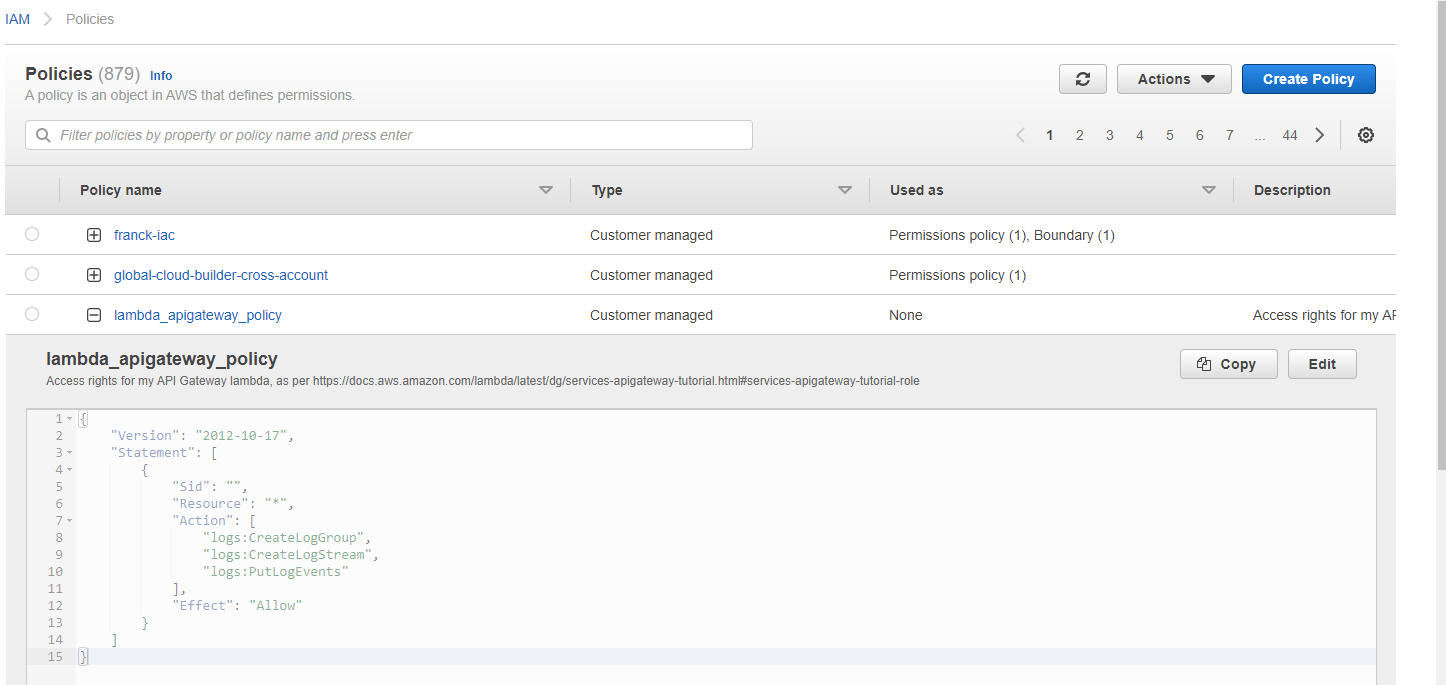 IAM Policies
Policies (879) Info
A policy is an object in AWS that defines permissions.
Actions
Create Policy
Filter policies by property or policy name and press enter
1 2 3 4 5 6 7 ... 44
Policy name Type Used as Description
franck-iac Customer managed Permissions policy (1), Boundary (1)
global-cloud-builder-cross-account Customer managed Permissions policy (1)
lambda_apigateway_policy Customer managed None Access rights for my AP
lambda_apigateway_policy
Access rights for my API Gateway lambda, as per https://docs.aws.amazon.com/lambda/latest/dg/services-apigateway-tutorial.html#services-apigateway-tutorial-role
Copy Edit
1 {
2 "Version": "2012-10-17",
3 "Statement": [
4 {
5 "Sid": "",
6 "Resource": "*",
7 "Action": [
8 "logs:CreateLogGroup",
9 "logs:CreateLogStream",
10 "logs:PutLogEvents"
11 ],
12 "Effect": "Allow"
13 }
14 ]
15 }